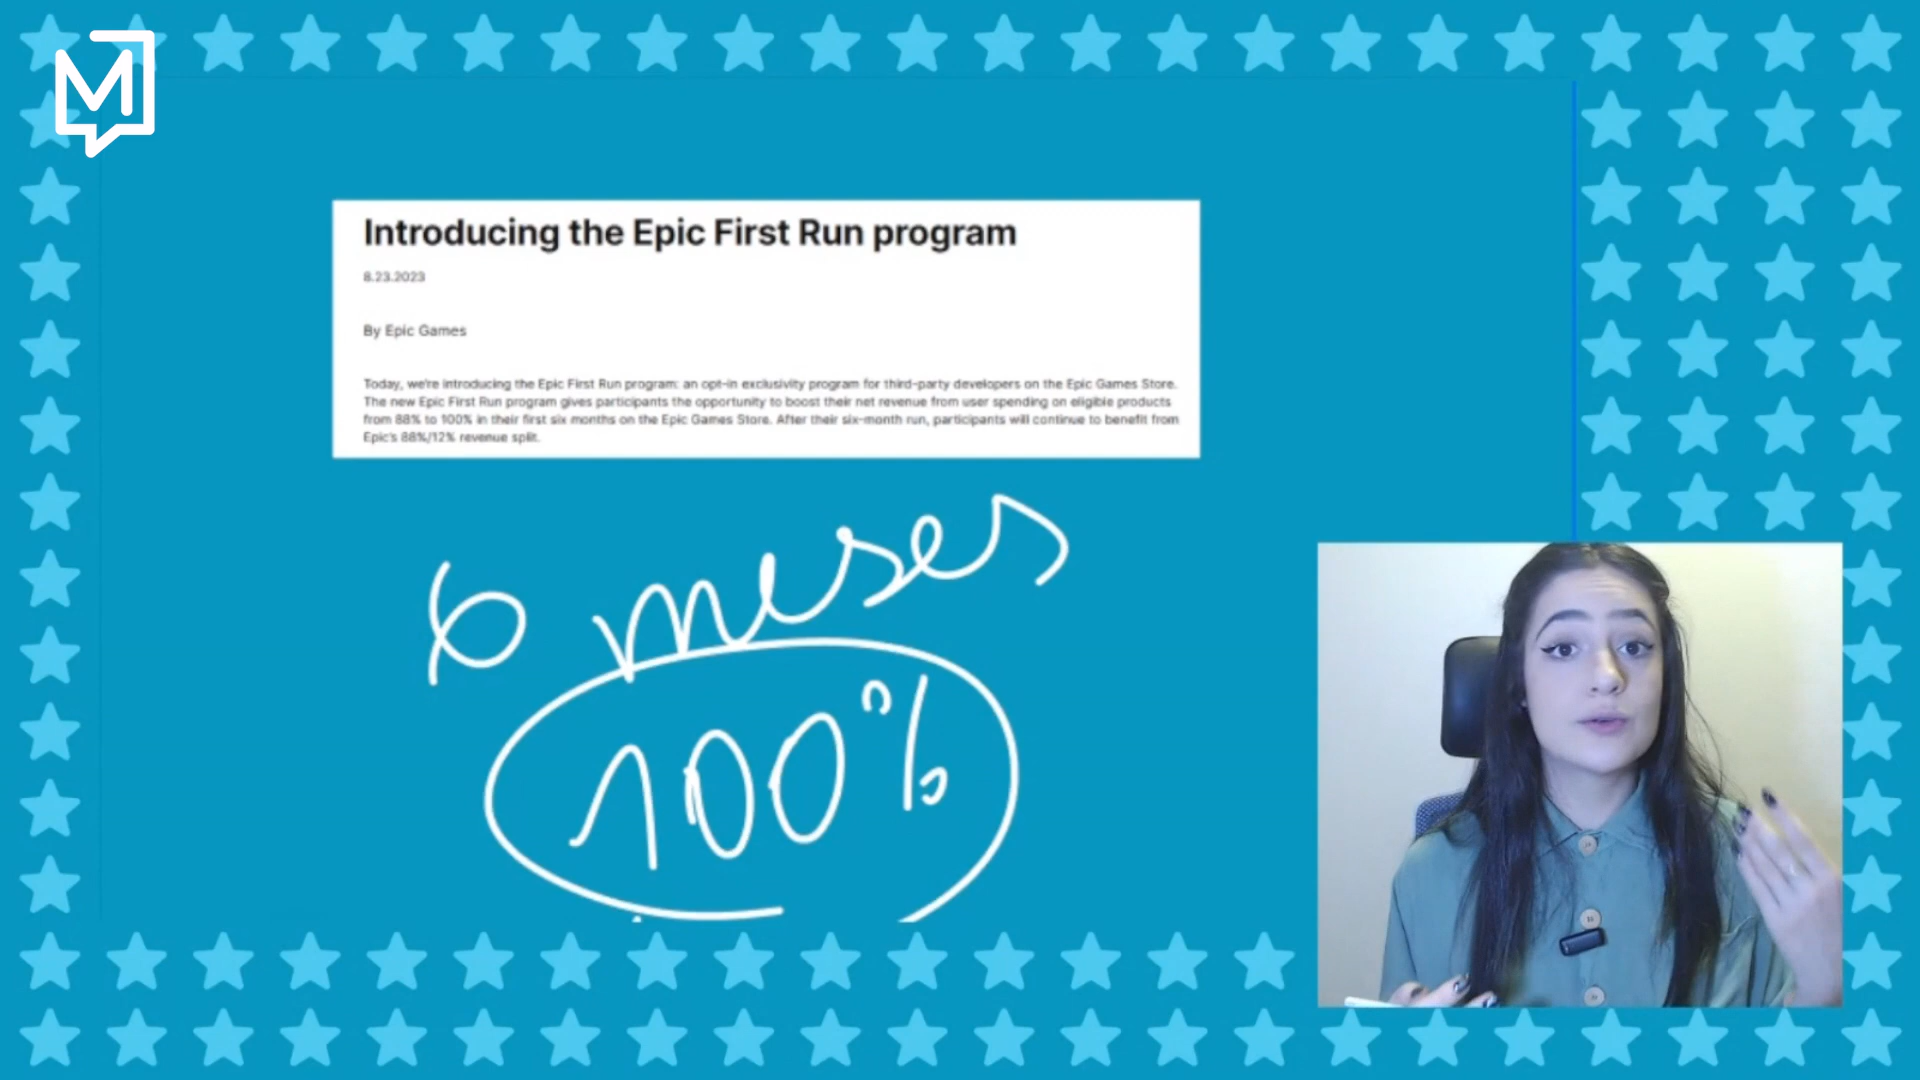 M
Introducing the Epic First Run program
8.23.2023
By Epic Games
Today, we're introducing the Epic First Run program: an opt-in exclusivity program for third-party developers on the Epic Games Store.
The new Epic First Run program gives participants the opportunity to boost their net revenue from user spending on eligible products
from 88% to 100% in their first six months on the Epic Games Store. After their six-month run, participants will continue to benefit from
Epic's 88%/12% revenue split.
6 meses
100%